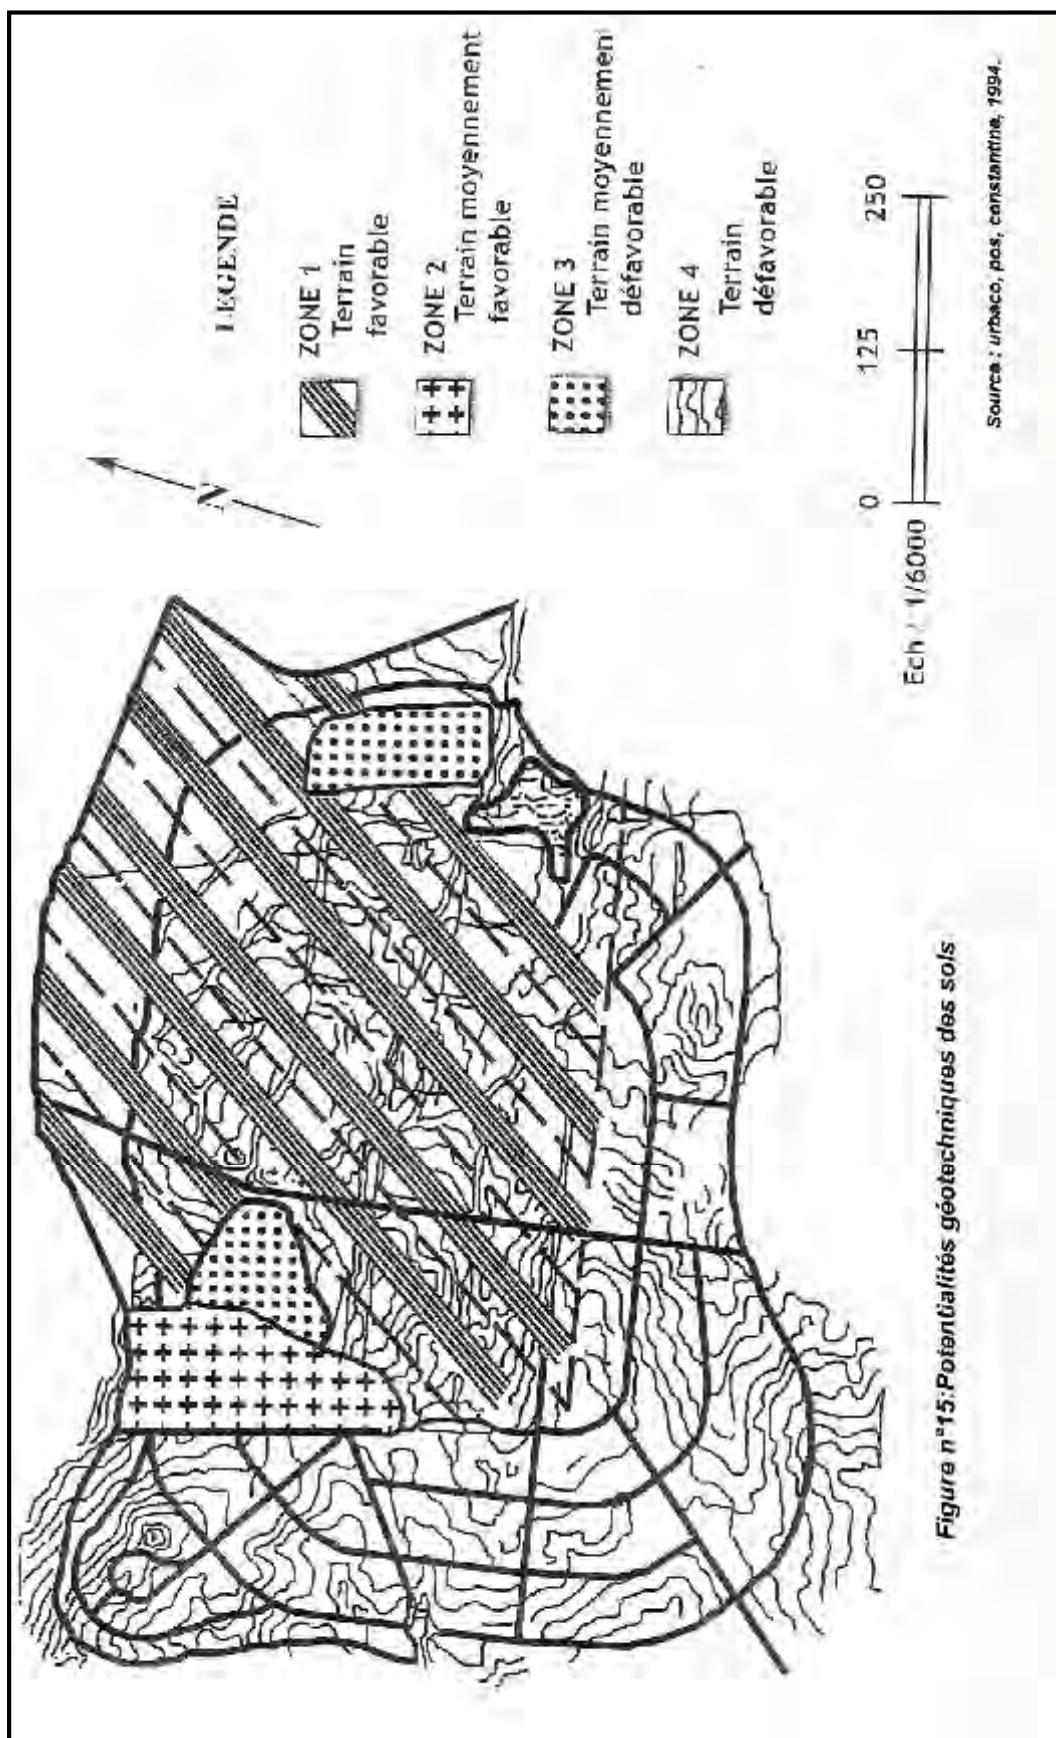 LEGENDE
ZONE 1
Terrain
favorable
ZONE 2
Terrain moyennement
favorable
ZONE 3
Terrain moyennemen
défavorable
ZONE 4
Terrain
défavorable
N
0 125 250
Ech : 1/6000
Source : urbaco, pos, constantine, 1994.
Figure n°15:Potentialités géotechniques des sols